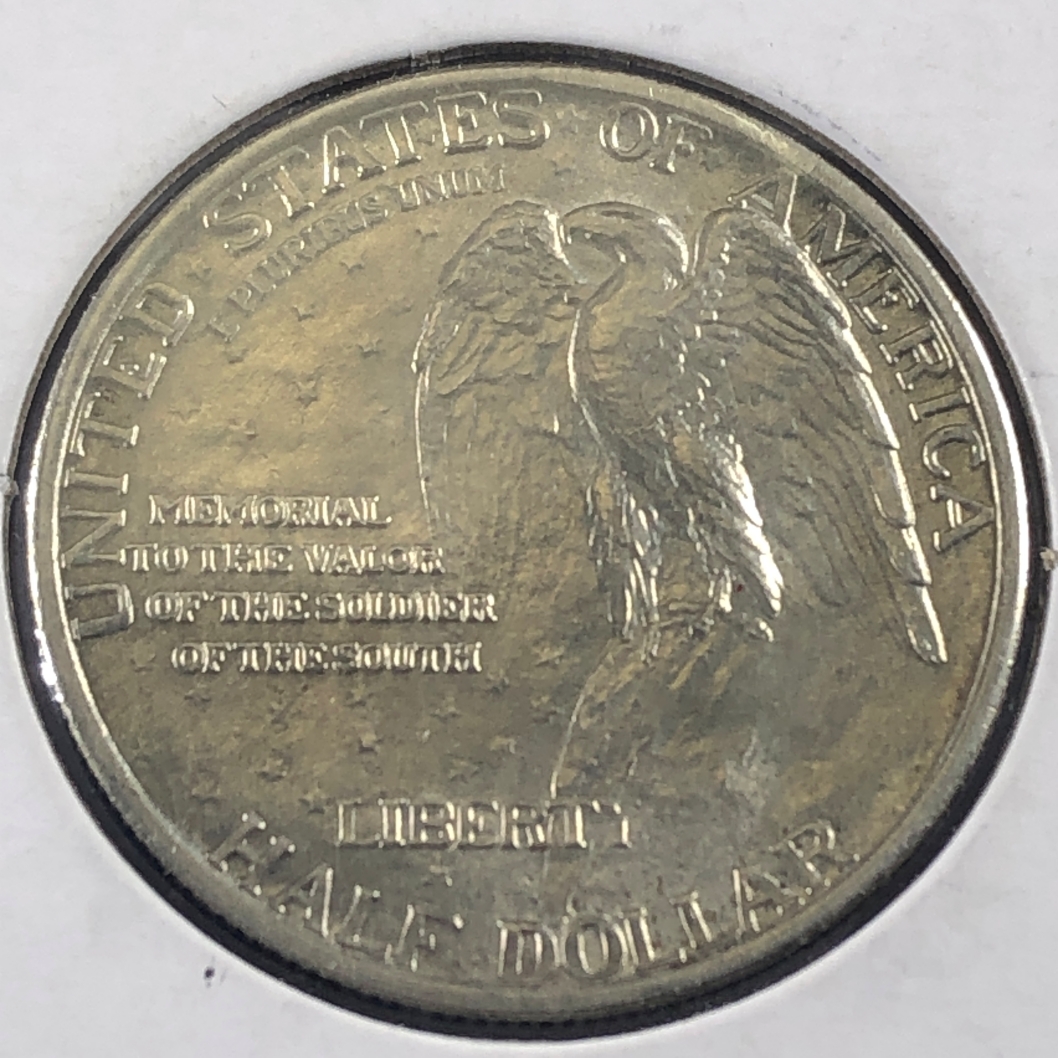 UNITED STATES OF AMERICA
E PLURIBUS UNUM
MEMORIAL
TO THE VALOR
OF THE SOLDIER
OF THE SOUTH
LIBERTY
HALF DOLLAR